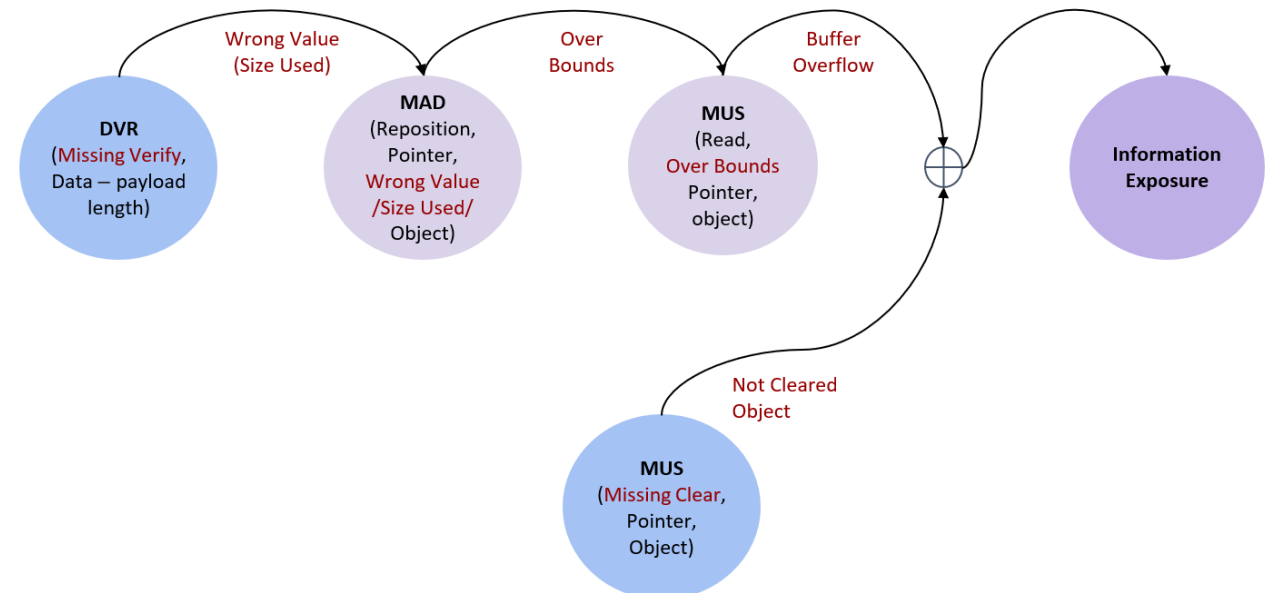 Wrong Value
(Size Used)
Over
Bounds
Buffer
Overflow
DVR
(Missing Verify,
Data – payload
length)
MAD
(Reposition,
Pointer,
Wrong Value
/Size Used/
Object)
MUS
(Read,
Over Bounds
Pointer,
object)
Information
Exposure
Not Cleared
Object
MUS
(Missing Clear,
Pointer,
Object)